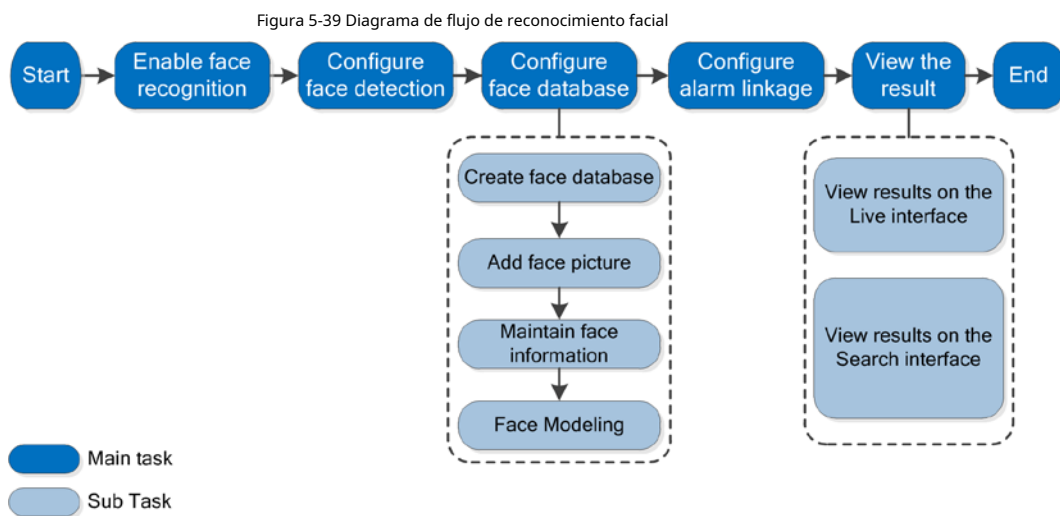 Figura 5-39 Diagrama de flujo de reconocimiento facial
Start
Enable face
recognition
Configure
face detection
Configure
face database
Configure
alarm linkage
View the
result
End
Create face database
Add face picture
Maintain face
information
Face Modeling
View results on the
Live interface
View results on the
Search interface
Main task
Sub Task